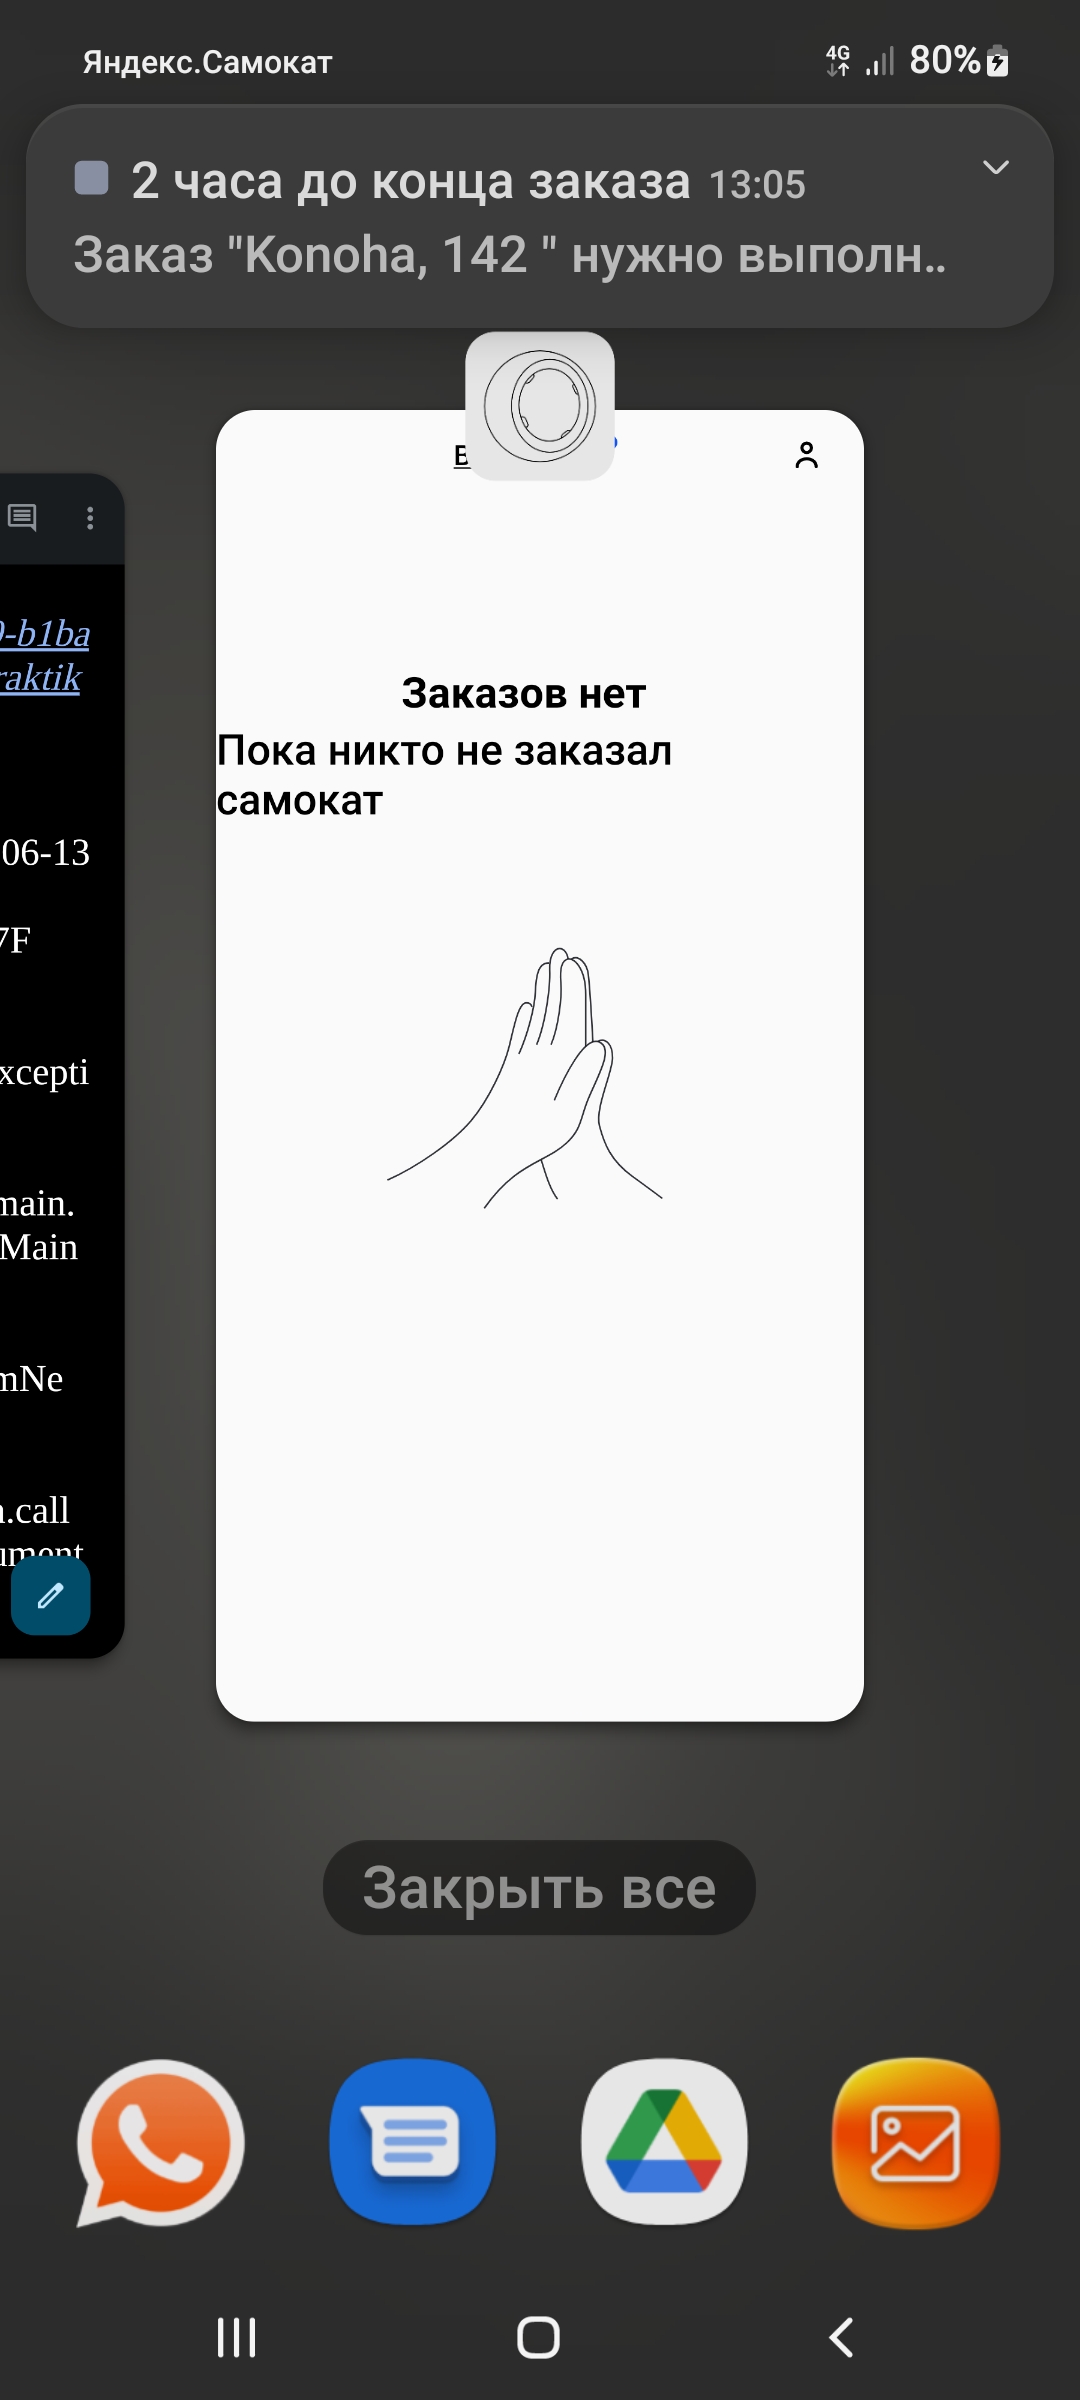 Яндекс.Самокат
4G
80%
2 часа до конца заказа 13:05
Заказ "Konoha, 142 " нужно выполн..
-b1ba
raktik
06-13
7F
xcepti
main.
Main
mNe
.call
ument
Заказов нет
Пока никто не заказал
самокат
Закрыть все